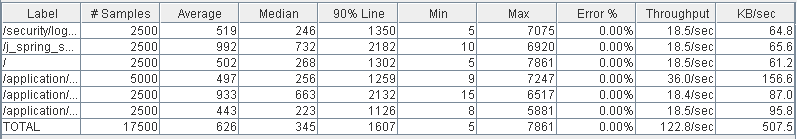 Label # Samples Average Median 90% Line Min Max Error % Throughput KB/sec
/security/log... 2500 519 246 1350 5 7075 0.00% 18.5/sec 64.8
/j_spring_s... 2500 992 732 2182 10 6920 0.00% 18.5/sec 65.6
/ 2500 502 268 1302 5 7861 0.00% 18.5/sec 61.2
/application/... 5000 497 256 1259 9 7247 0.00% 36.0/sec 156.6
/application/... 2500 933 663 2132 15 6517 0.00% 18.4/sec 87.0
/application/... 2500 443 223 1126 8 5881 0.00% 18.5/sec 95.8
TOTAL 17500 626 345 1607 5 7861 0.00% 122.8/sec 507.5